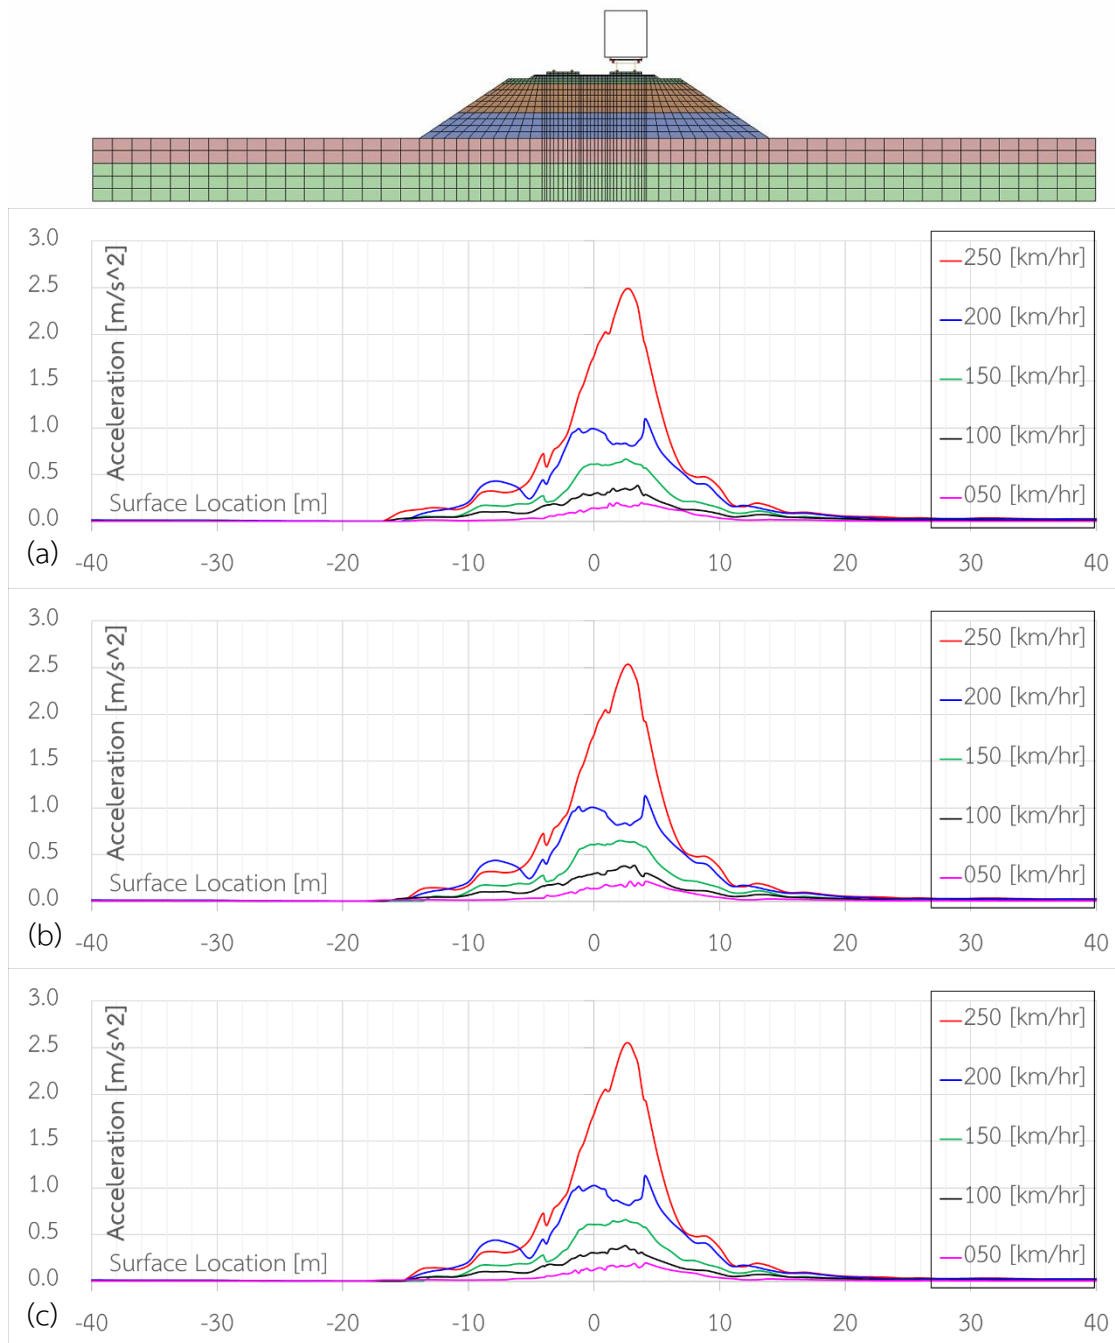 3.0
2.5
2.0
1.5
1.0
0.5
0.0
Acceleration [m/s^2]
Surface Location [m]
250 [km/hr]
200 [km/hr]
150 [km/hr]
100 [km/hr]
050 [km/hr]
(a)
-40 -30 -20 -10 0 10 20 30 40
3.0
2.5
2.0
1.5
1.0
0.5
0.0
Acceleration [m/s^2]
Surface Location [m]
250 [km/hr]
200 [km/hr]
150 [km/hr]
100 [km/hr]
050 [km/hr]
(b)
-40 -30 -20 -10 0 10 20 30 40
3.0
2.5
2.0
1.5
1.0
0.5
0.0
Acceleration [m/s^2]
Surface Location [m]
250 [km/hr]
200 [km/hr]
150 [km/hr]
100 [km/hr]
050 [km/hr]
(c)
-40 -30 -20 -10 0 10 20 30 40